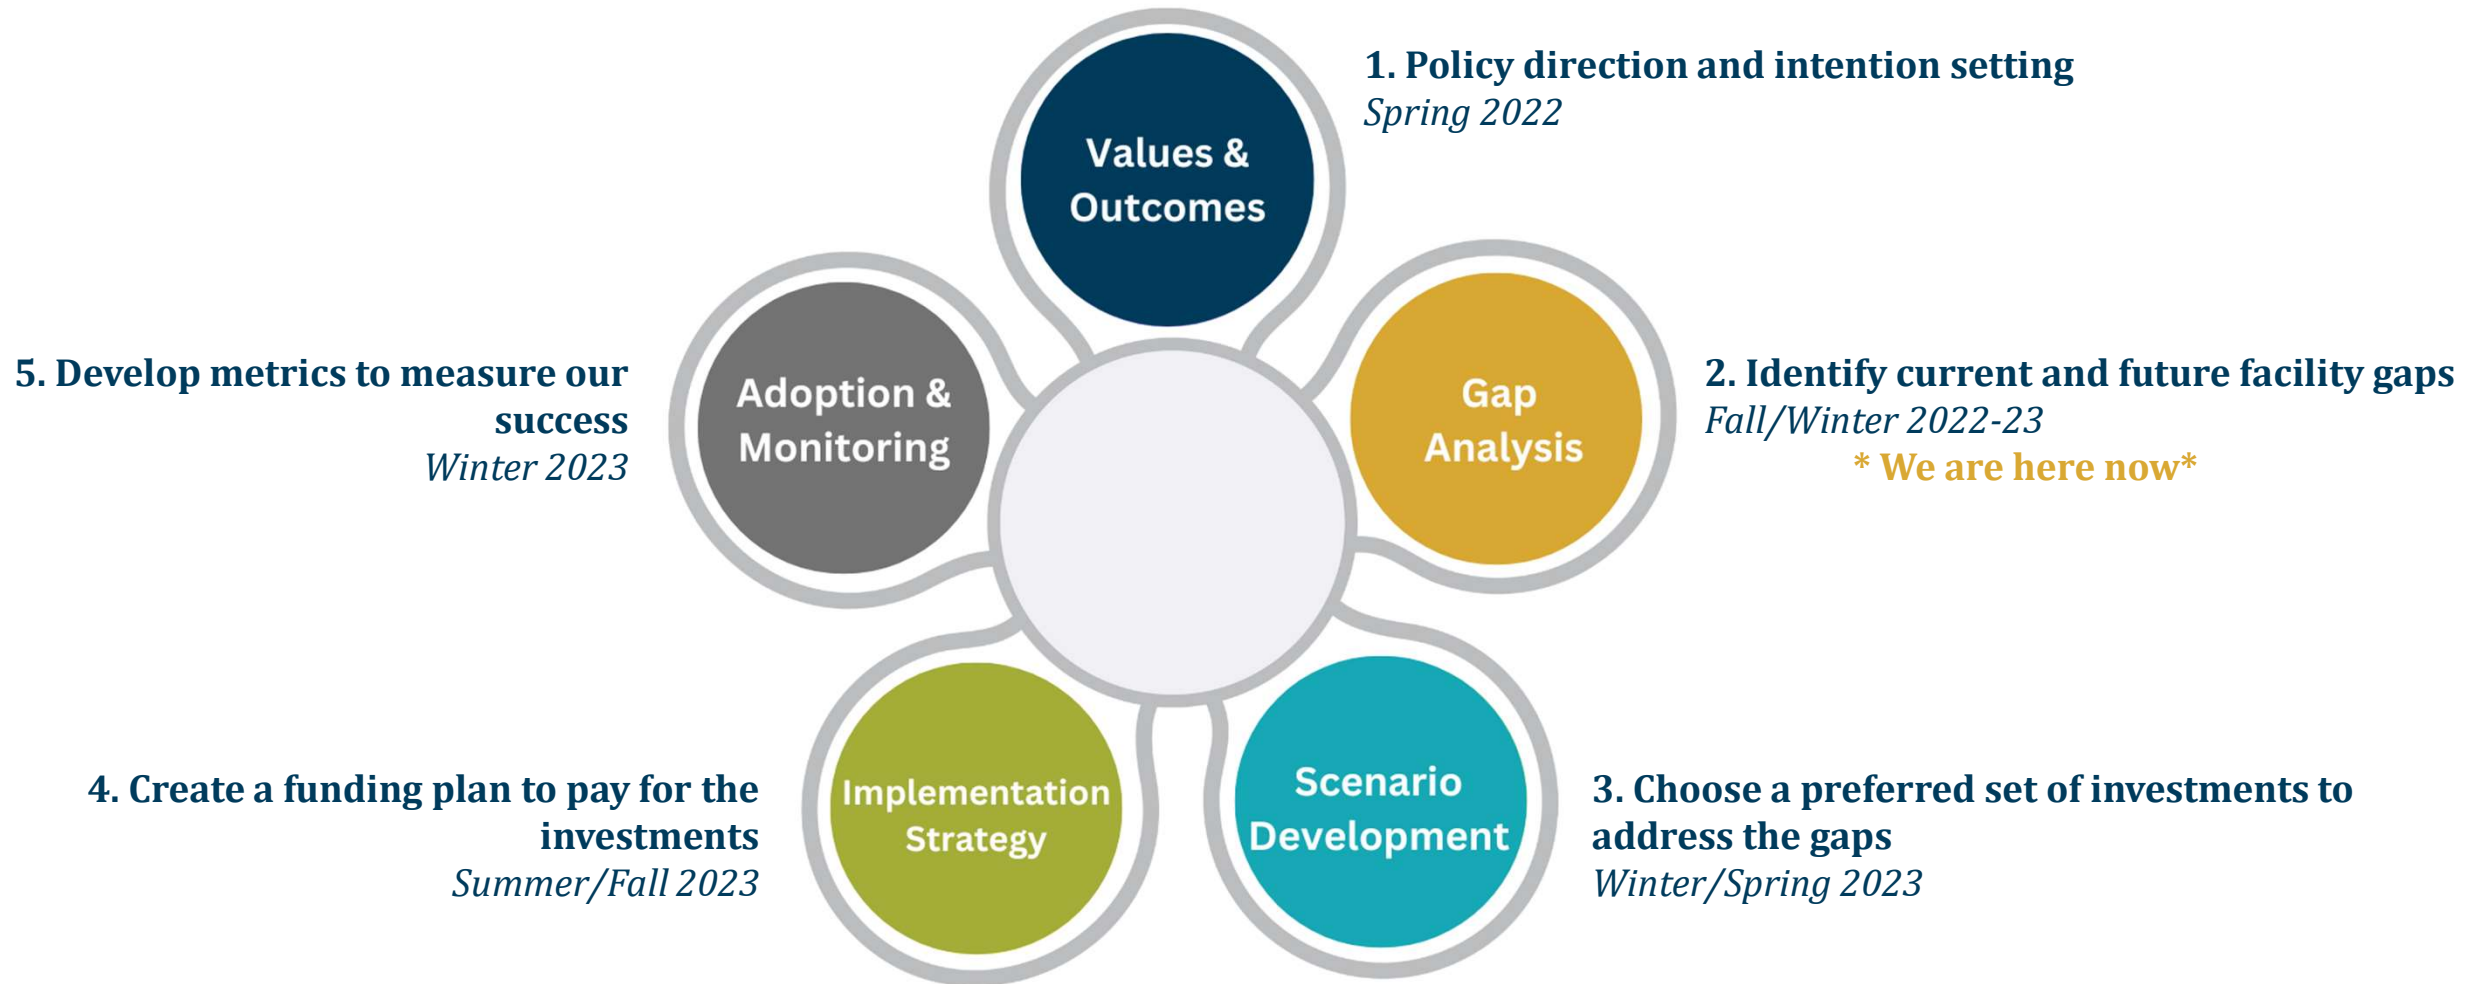 Values &
Outcomes
1. Policy direction and intention setting
Spring 2022
Gap
Analysis
2. Identify current and future facility gaps
Fall/Winter 2022-23
* We are here now*
Scenario
Development
3. Choose a preferred set of investments to
address the gaps
Winter/Spring 2023
Implementation
Strategy
4. Create a funding plan to pay for the
investments
Summer/Fall 2023
Adoption &
Monitoring
5. Develop metrics to measure our
success
Winter 2023